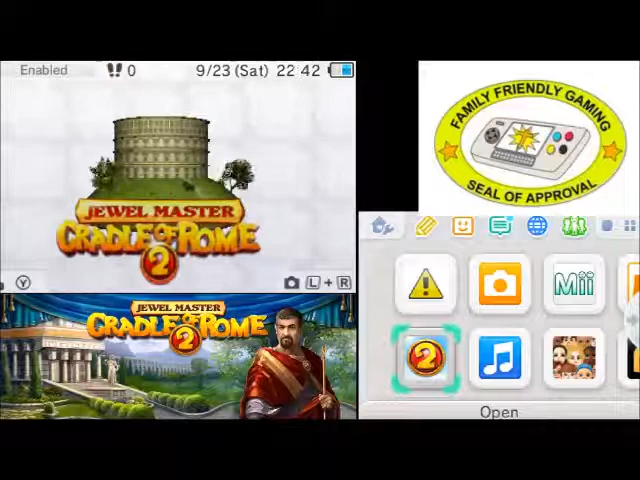 Enabled 0 9/23 (Sat) 22:42
JEWEL MASTER
CRADLE OF ROME
2
Y
L + R
JEWEL MASTER
CRADLE OF ROME
2
FAMILY FRIENDLY GAMING
SEAL OF APPROVAL
Mii
2
Open